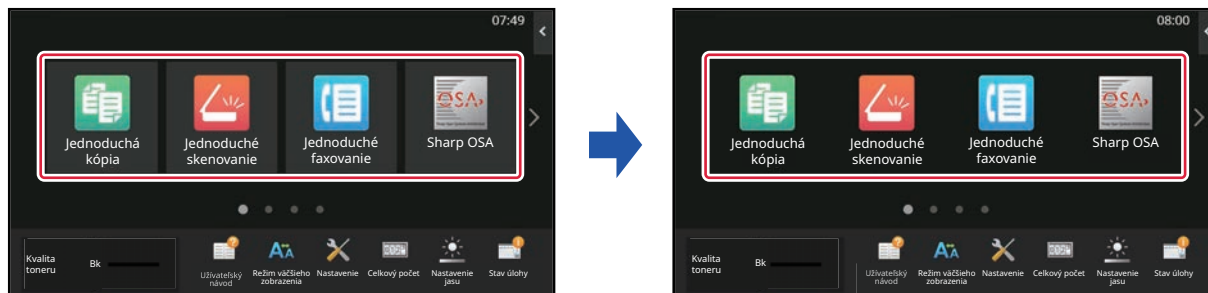 07:49
Jednoduchá
kópia
Jednoduché
skenovanie
Jednoduché
faxovanie
OSA
Sharp OSA
Kvalita
toneru
Bk
Užívateľský
návod
Režim väčšieho
zobrazenia
Nastavenie
Celkový počet
Nastavenie
jasu
Stav úlohy
08:00
Jednoduchá
kópia
Jednoduché
skenovanie
Jednoduché
faxovanie
OSA
Sharp OSA
Kvalita
toneru
Bk
Užívateľský
návod
Režim väčšieho
zobrazenia
Nastavenie
Celkový počet
Nastavenie
jasu
Stav úlohy